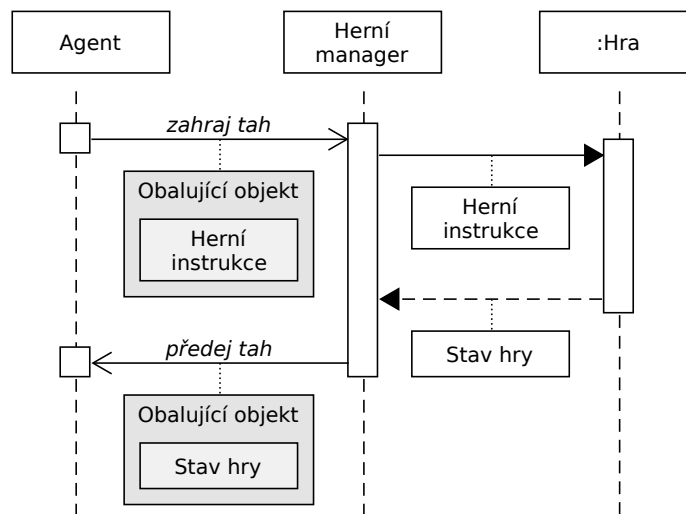 Agent
Herní
manager
:Hra
zahraj tah
Obalující objekt
Herní
instrukce
Herní
instrukce
Stav hry
předej tah
Obalující objekt
Stav hry